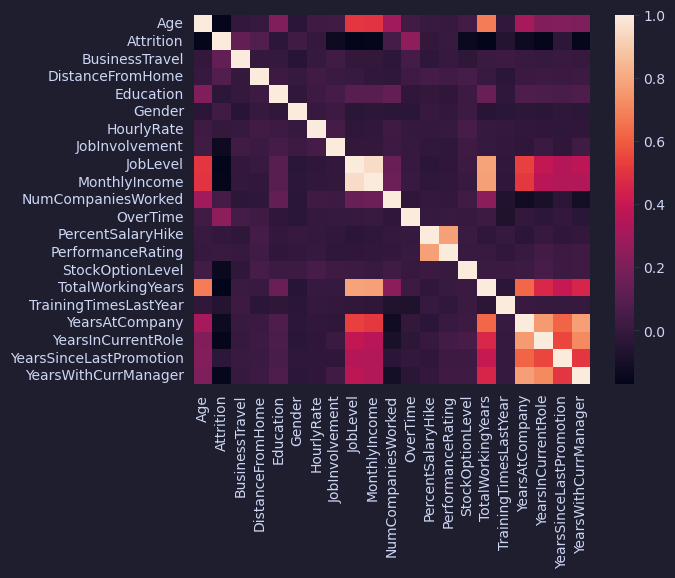 Age
Attrition
BusinessTravel
DistanceFromHome
Education
Gender
HourlyRate
JobInvolvement
JobLevel
MonthlyIncome
NumCompaniesWorked
OverTime
PercentSalaryHike
PerformanceRating
StockOptionLevel
TotalWorkingYears
TrainingTimesLastYear
YearsAtCompany
YearsInCurrentRole
YearsSinceLastPromotion
YearsWithCurrManager
Age
Attrition
BusinessTravel
DistanceFromHome
Education
Gender
HourlyRate
JobInvolvement
JobLevel
MonthlyIncome
NumCompaniesWorked
OverTime
PercentSalaryHike
PerformanceRating
StockOptionLevel
TotalWorkingYears
TrainingTimesLastYear
YearsAtCompany
YearsInCurrentRole
YearsSinceLastPromotion
YearsWithCurrManager
1.0
0.8
0.6
0.4
0.2
0.0